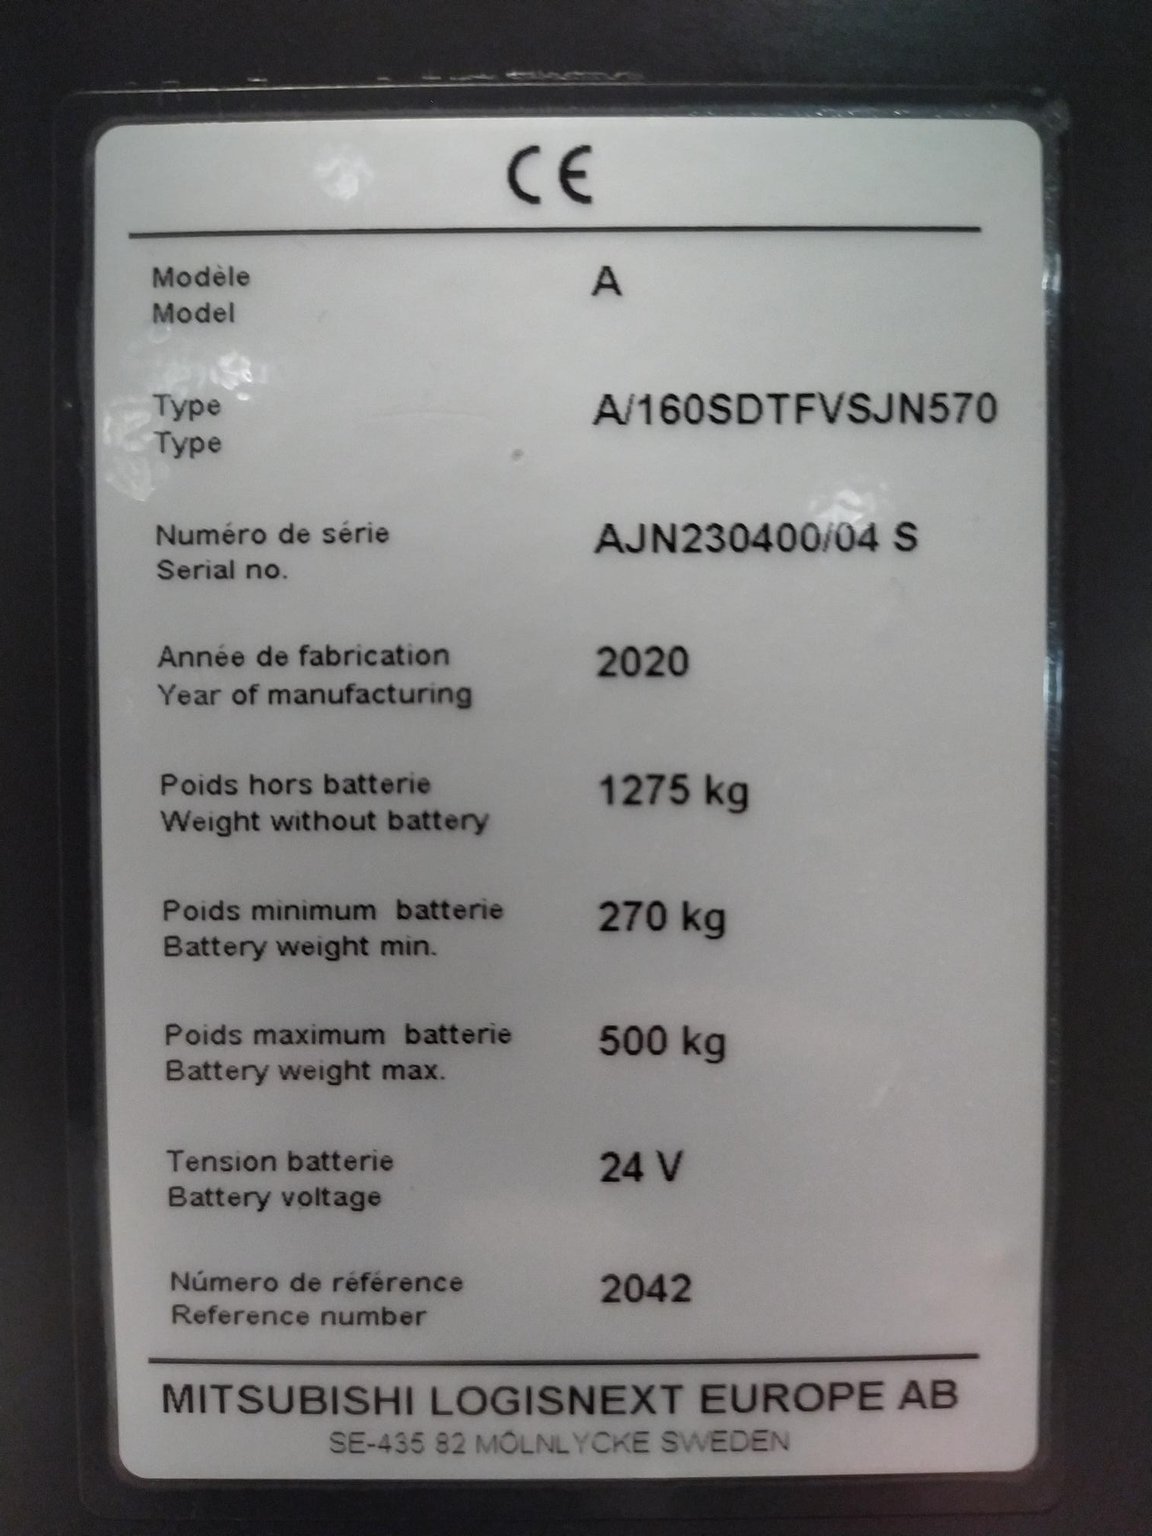 CE
Modèle
Model
A
Type
Type
A/160SDTFVSJN570
Numéro de série
Serial no.
AJN230400/04 S
Année de fabrication
Year of manufacturing
2020
Poids hors batterie
Weight without battery
1275 kg
Poids minimum batterie
Battery weight min.
270 kg
Poids maximum batterie
Battery weight max.
500 kg
Tension batterie
Battery voltage
24 V
Número de référence
Reference number
2042
MITSUBISHI LOGISNEXT EUROPE AB
SE-435 82 MÖLNLYCKE SWEDEN